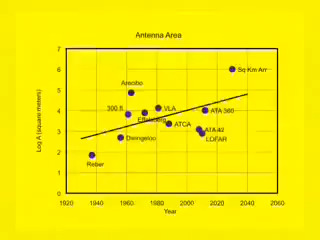 Antenna Area
7
Sq Km Arr
6
Arecibo
5
300 ft.
VLA
ATA 350
4
Effelsberg
ATCA
3
ATA 42
Dwingeloo
LOFAR
2
Reber
1
0
1920 1940 1960 1980 2000 2020 2040 2060
Year
Log A (square meters)